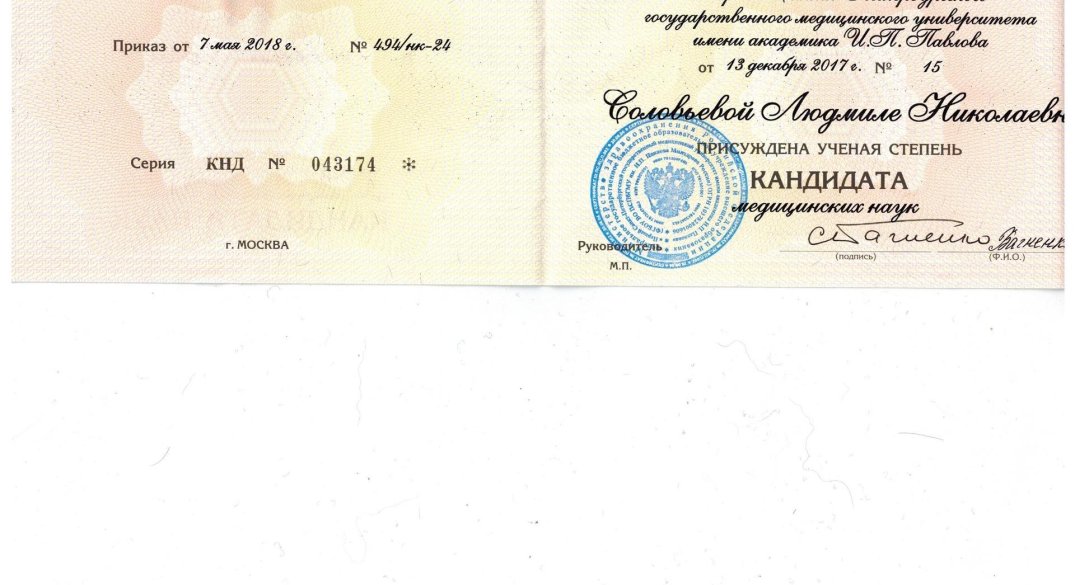 Приказ от 7 мая 2018 г. № 494/нк-24
Серия КНД № 043174 *
г. МОСКВА
государственного медицинского университета
имени академика И.П. Павлова
от 13 декабря 2017 г. № 15
Соловьевой Людмиле Николаевн
ПРИСУЖДЕНА УЧЕНАЯ СТЕПЕНЬ
КАНДИДАТА
медицинских наук
Руководитель
(подпись) (Ф.И.О.)
М.П.